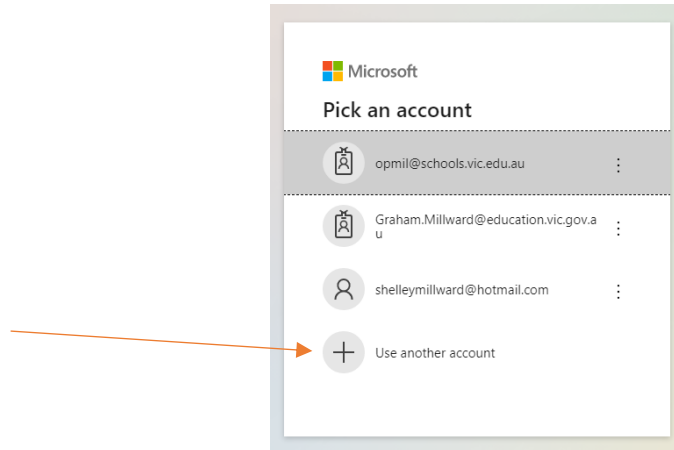 Microsoft
Pick an account
opmil@schools.vic.edu.au
Graham.Millward@education.vic.gov.a
u
shelleymillward@hotmail.com
Use another account